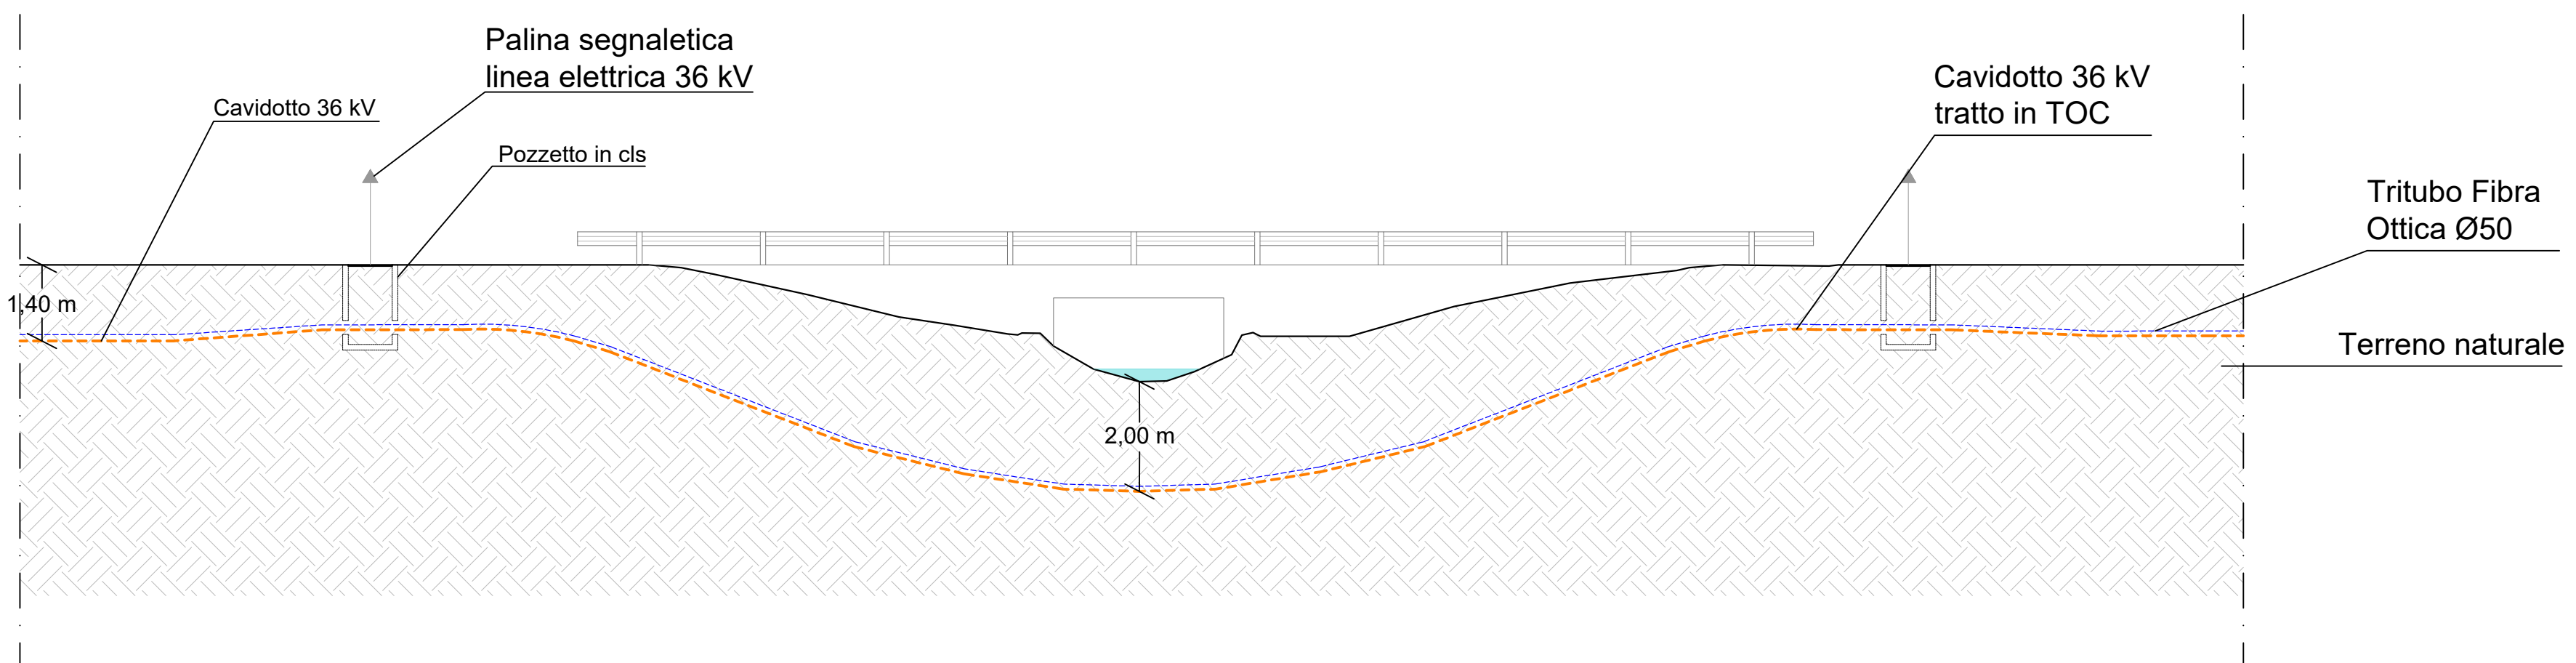 Palina segnaletica
linea elettrica 36 kV
Cavidotto 36 kV
Pozzetto in cls
Cavidotto 36 kV
tratto in TOC
Tritubo Fibra
Ottica Ø50
1,40 m
Terreno naturale
2,00 m